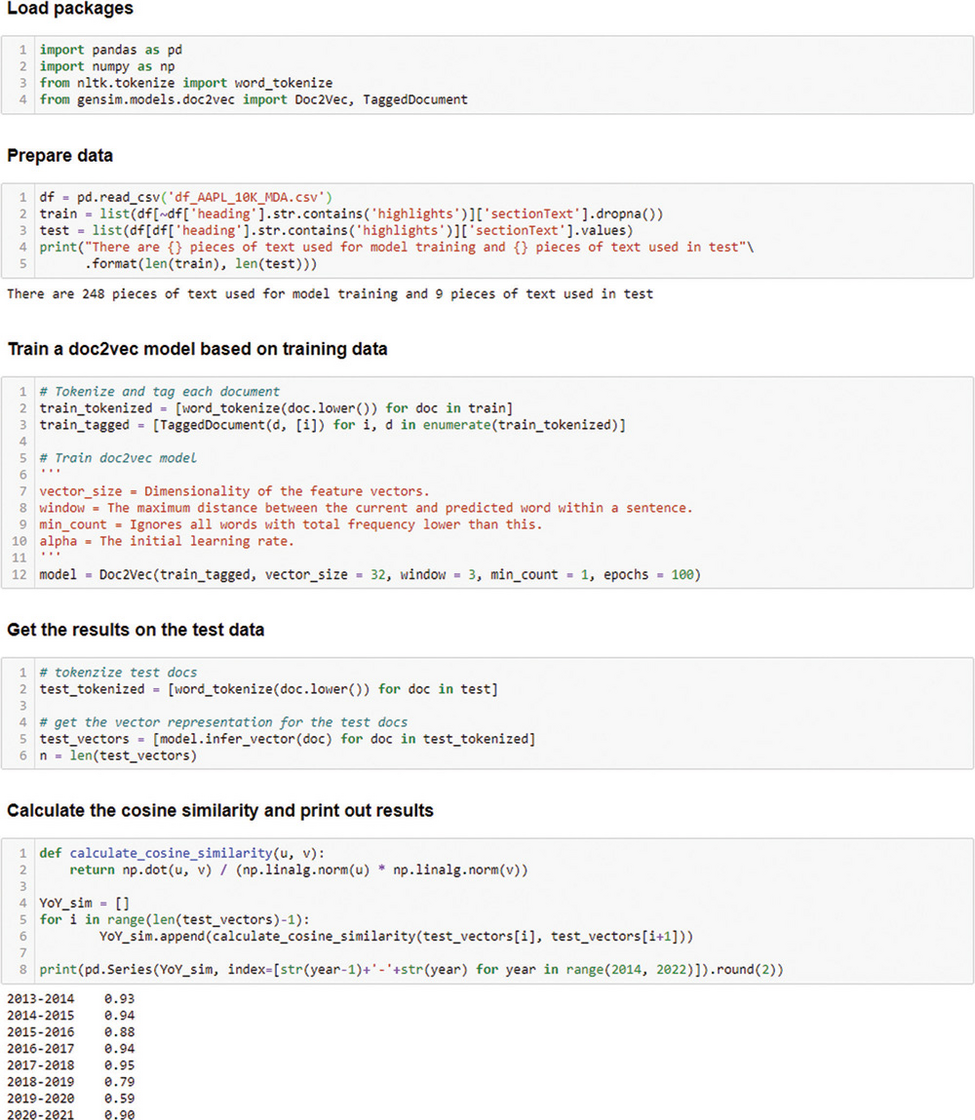 Load packages
1 import pandas as pd
2 import numpy as np
3 from nltk.tokenize import word_tokenize
4 from gensim.models.doc2vec import Doc2Vec, TaggedDocument
Prepare data
1 df = pd.read_csv('df_AAPL_10K_MDA.csv')
2 train = list(df[~df['heading'].str.contains('highlights')]['sectionText'].dropna())
3 test = list(df[df['heading'].str.contains('highlights')]['sectionText'].values)
4 print("There are {} pieces of text used for model training and {} pieces of text used in test"\
5       .format(len(train), len(test)))
There are 248 pieces of text used for model training and 9 pieces of text used in test
Train a doc2vec model based on training data
1 # Tokenize and tag each document
2 train_tokenized = [word_tokenize(doc.lower()) for doc in train]
3 train_tagged = [TaggedDocument(d, [i]) for i, d in enumerate(train_tokenized)]
4
5 # Train doc2vec model
6 '''
7 vector_size = Dimensionality of the feature vectors.
8 window = The maximum distance between the current and predicted word within a sentence.
9 min_count = Ignores all words with total frequency lower than this.
10 alpha = The initial learning rate.
11 '''
12 model = Doc2Vec(train_tagged, vector_size = 32, window = 3, min_count = 1, epochs = 100)
Get the results on the test data
1 # tokenzize test docs
2 test_tokenized = [word_tokenize(doc.lower()) for doc in test]
3
4 # get the vector representation for the test docs
5 test_vectors = [model.infer_vector(doc) for doc in test_tokenized]
6 n = len(test_vectors)
Calculate the cosine similarity and print out results
1 def calculate_cosine_similarity(u, v):
2     return np.dot(u, v) / (np.linalg.norm(u) * np.linalg.norm(v))
3
4 YoY_sim = []
5 for i in range(len(test_vectors)-1):
6         YoY_sim.append(calculate_cosine_similarity(test_vectors[i], test_vectors[i+1]))
7
8 print(pd.Series(YoY_sim, index=[str(year-1)+'-'+str(year) for year in range(2014, 2022)]).round(2))
2013-2014    0.93
2014-2015    0.94
2015-2016    0.88
2016-2017    0.94
2017-2018    0.95
2018-2019    0.79
2019-2020    0.59
2020-2021    0.90